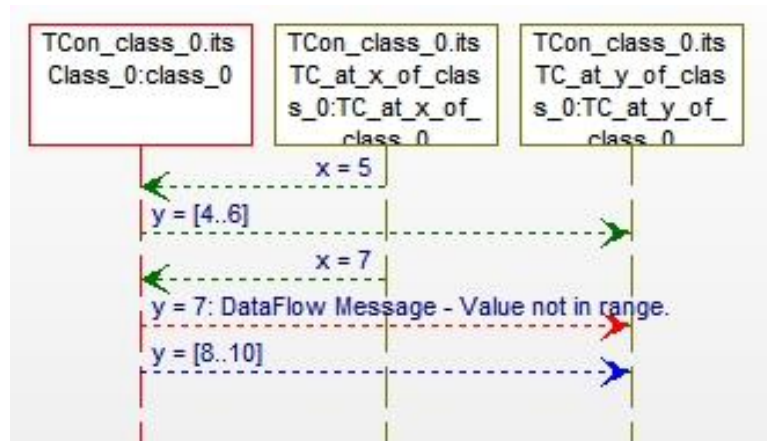 TCon_class_0.its
Class_0:class_0
TCon_class_0.its
TC_at_x_of_clas
s_0:TC_at_x_of_
class_0
TCon_class_0.its
TC_at_y_of_clas
s_0:TC_at_y_of_
class_0
x = 5
y = [4..6]
x = 7
y = 7: DataFlow Message - Value not in range.
y = [8..10]